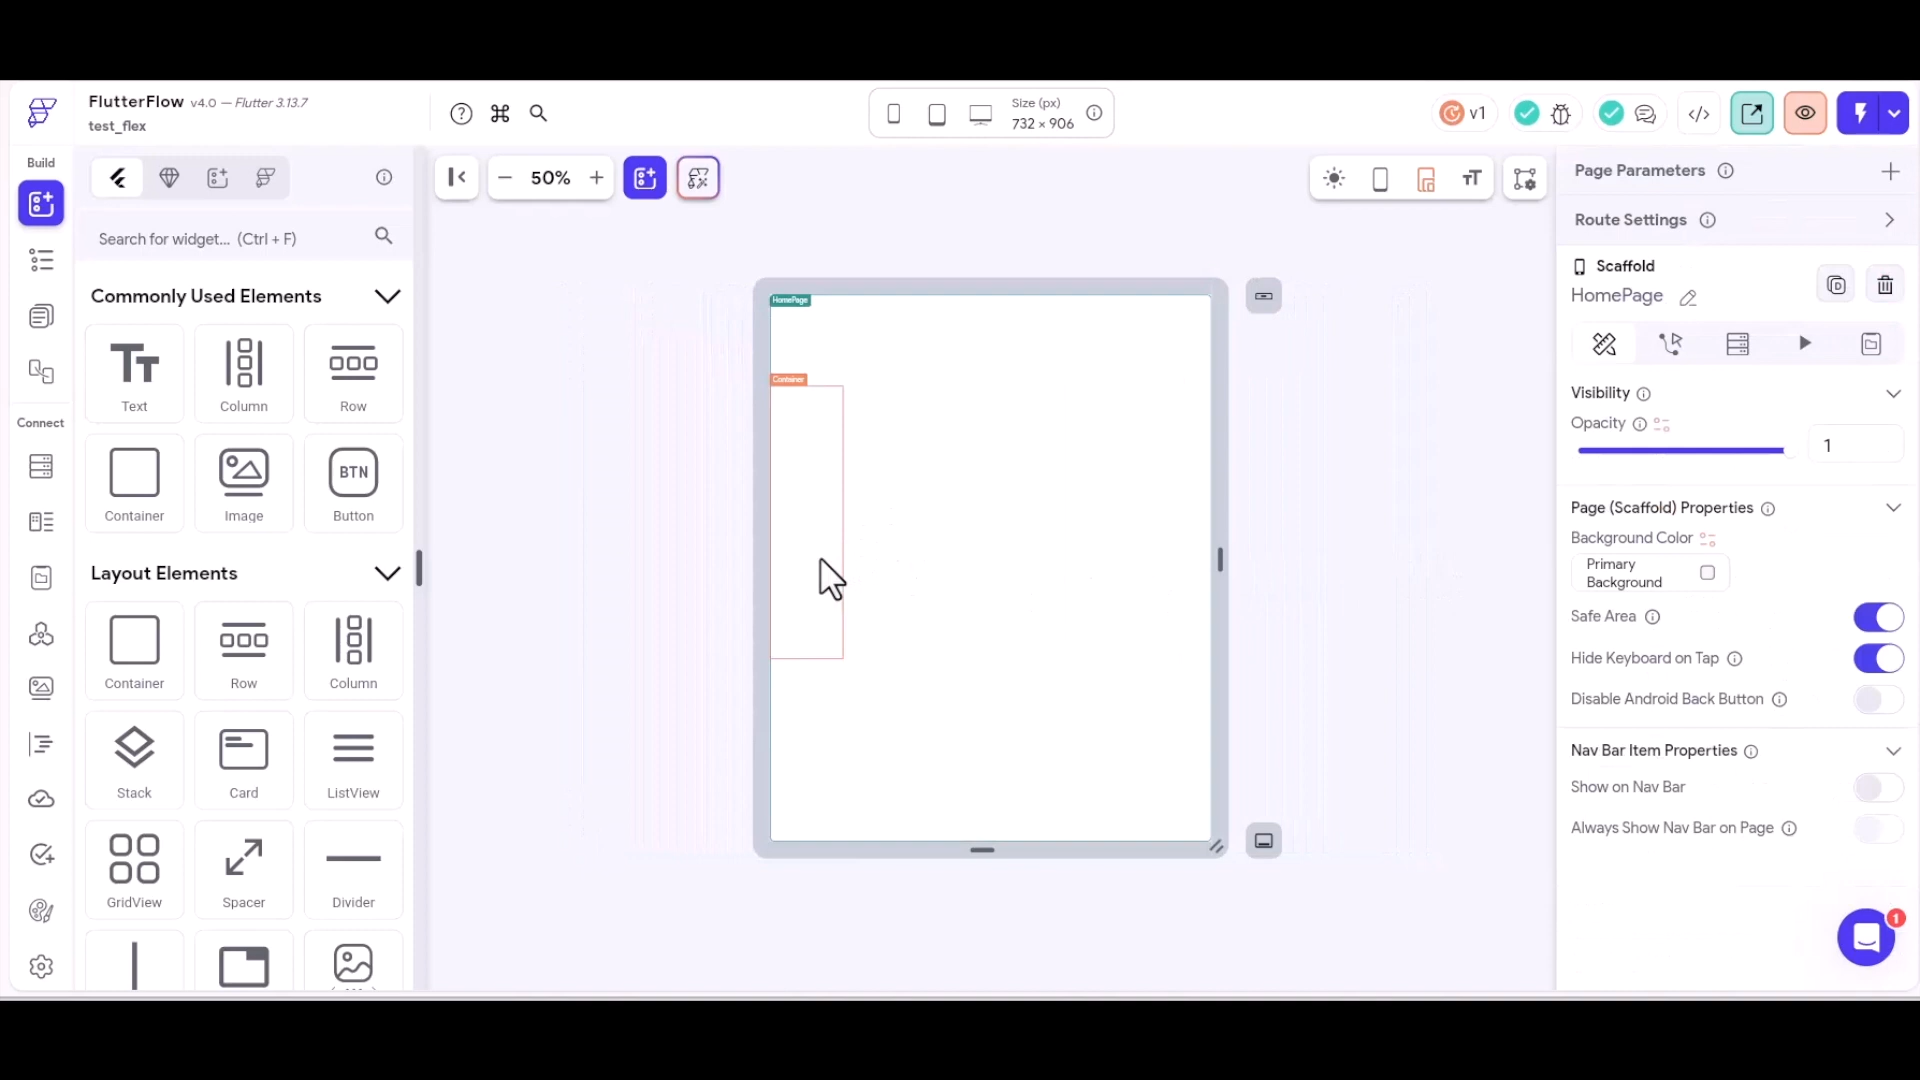 FlutterFlow v4.0 — Flutter 3.13.7
test_flex
Size (px)
732 × 906
v1
Build
50%
Search for widget... (Ctrl + F)
Commonly Used Elements
Text
Column
Row
Container
Image
BTN
Button
Connect
Layout Elements
Container
Row
Column
Stack
Card
ListView
GridView
Spacer
Divider
HomePage
Container
Page Parameters
Route Settings
Scaffold
HomePage
Visibility
Opacity
1
Page (Scaffold) Properties
Background Color
Primary
Background
Safe Area
Hide Keyboard on Tap
Disable Android Back Button
Nav Bar Item Properties
Show on Nav Bar
Always Show Nav Bar on Page
1